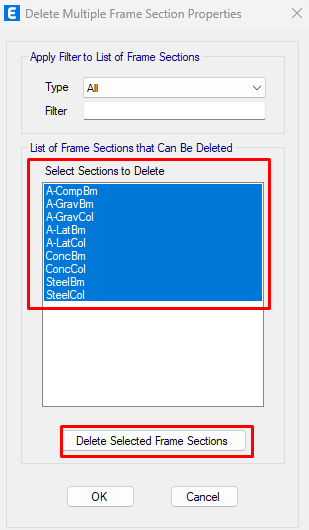 E Delete Multiple Frame Section Properties
Apply Filter to List of Frame Sections
Type All
Filter
List of Frame Sections that Can Be Deleted
Select Sections to Delete
A-CompBm
A-GravBm
A-GravCol
A-LatBm
A-LatCol
ConcBm
ConcCol
SteelBm
SteelCol
Delete Selected Frame Sections
OK Cancel